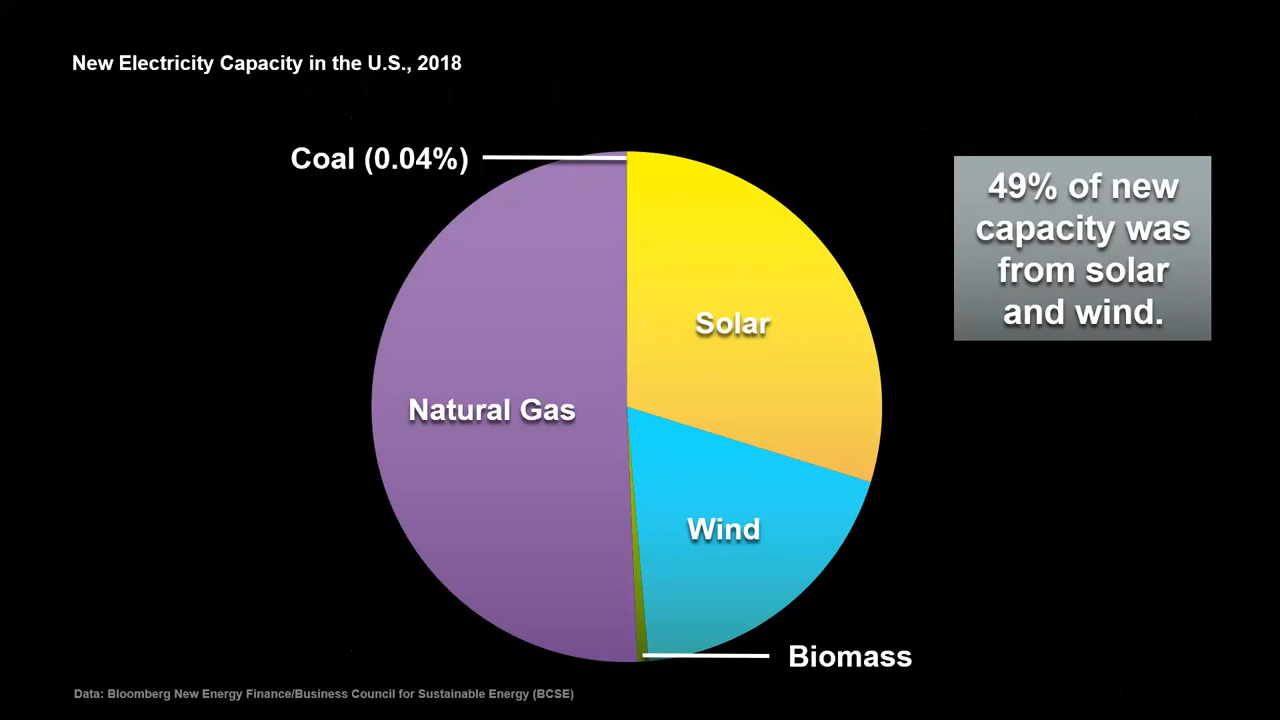 New Electricity Capacity in the U.S., 2018
Coal (0.04%)
49% of new
capacity was
from solar
and wind.
Solar
Natural Gas
Wind
Biomass
Data: Bloomberg New Energy Finance/Business Council for Sustainable Energy (BCSE)